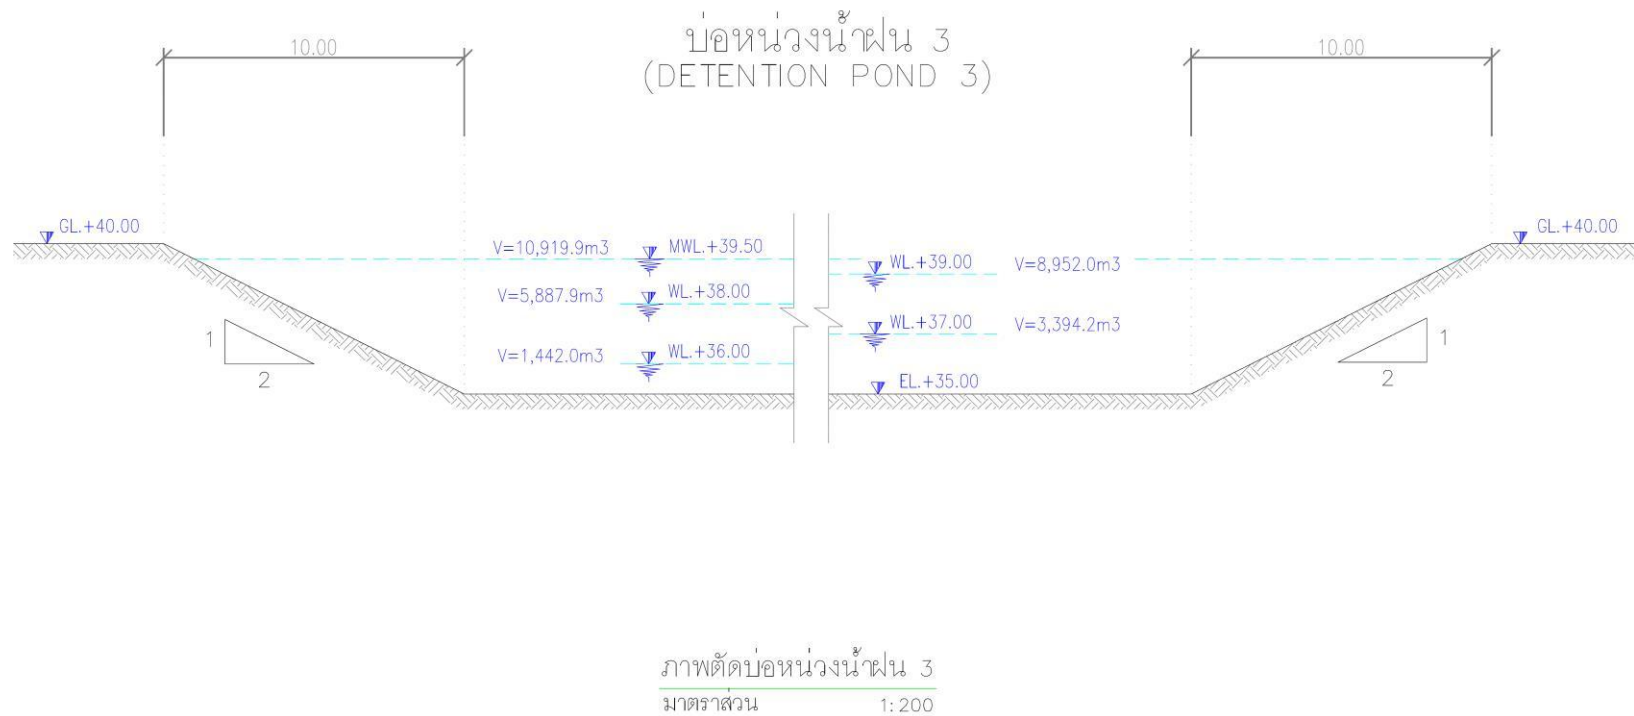 บ่อหน่วงน้ำฝน 3
(DETENTION POND 3)
10.00
10.00
GL.+40.00
GL.+40.00
V=10,919.9m3 MWL.+39.50
WL.+39.00 V=8,952.0m3
V=5,887.9m3 WL.+38.00
WL.+37.00 V=3,394.2m3
V=1,442.0m3 WL.+36.00
EL.+35.00
1
2
1
2
ภาพตัดบ่อหน่วงน้ำฝน 3
มาตราส่วน 1:200